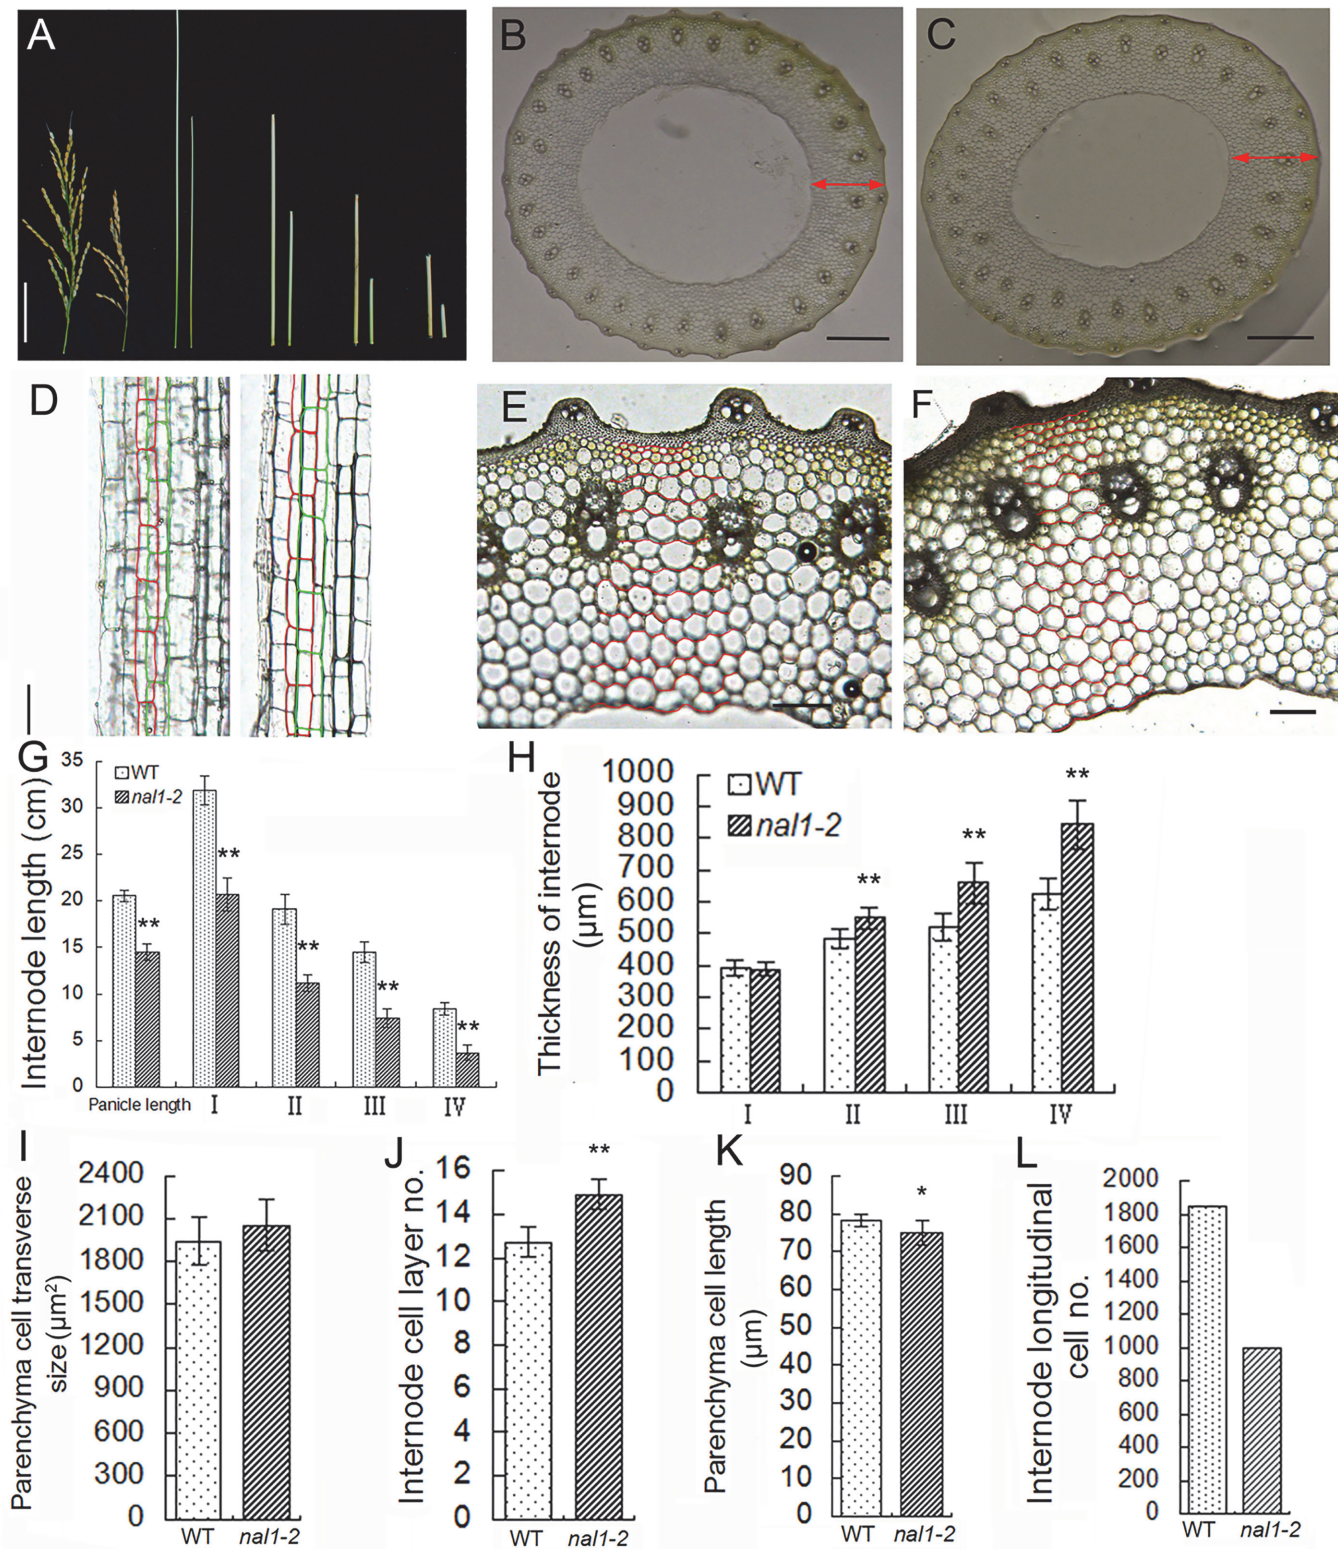 A
B
C
D
E
F
G
Internode length (cm)
35
30
25
20
15
10
5
0
WT
nal1-2
**
**
**
**
**
Panicle length
I
II
III
IV
H
Thickness of internode
(μm)
1000
900
800
700
600
500
400
300
200
100
0
WT
nal1-2
**
**
**
I
II
III
IV
I
Parenchyma cell transverse
size (μm²)
2400
2100
1800
1500
1200
900
600
300
0
WT
nal1-2
J
Internode cell layer no.
16
14
12
10
8
6
4
2
0
**
WT
nal1-2
K
Parenchyma cell length
(μm)
90
80
70
60
50
40
30
20
10
0
*
WT
nal1-2
L
Internode longitudinal
cell no.
2000
1800
1600
1400
1200
1000
800
600
400
200
0
WT
nal1-2